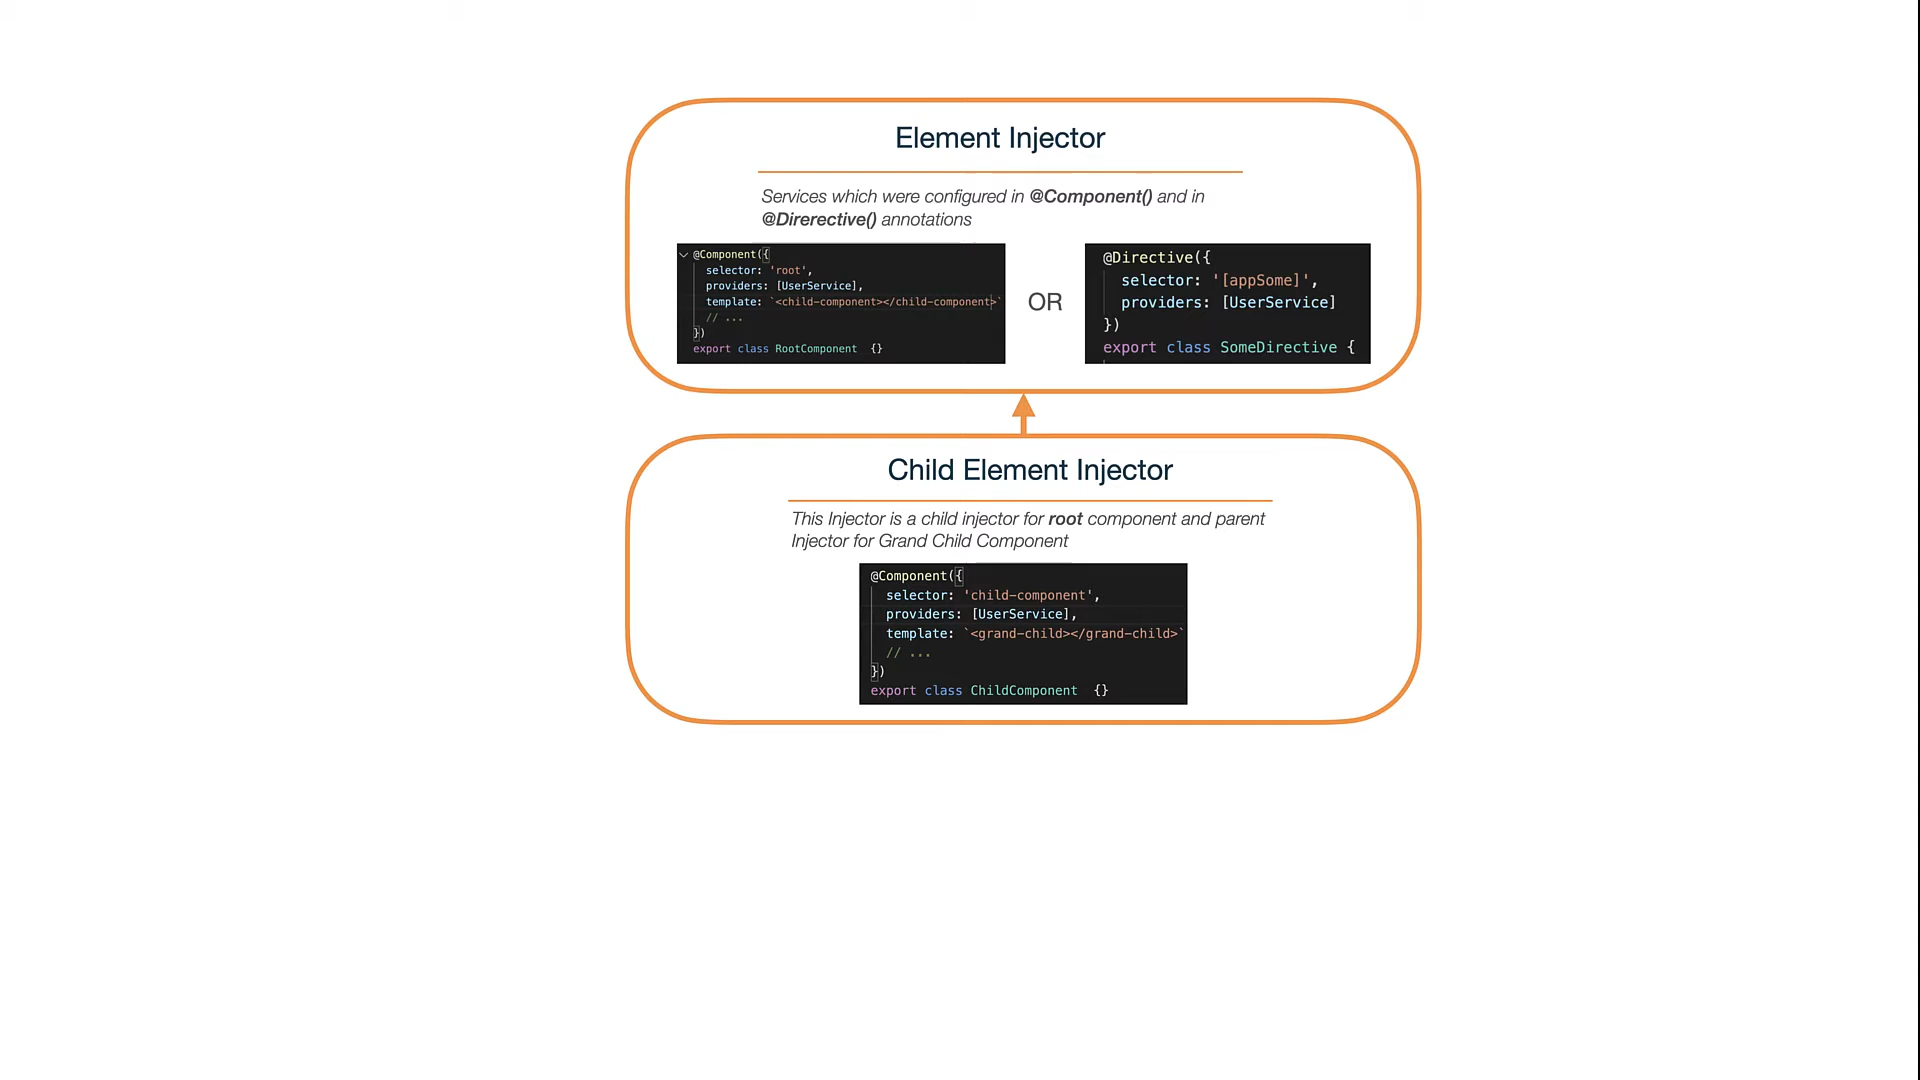 Element Injector
Services which were configured in @Component() and in
@Direrective() annotations
@Component({
selector: 'root',
providers: [UserService],
template: `<child-component></child-component>`
// ...
})
export class RootComponent {}
OR
@Directive({
selector: '[appSome]',
providers: [UserService]
})
export class SomeDirective {
Child Element Injector
This Injector is a child injector for root component and parent
Injector for Grand Child Component
@Component({
selector: 'child-component',
providers: [UserService],
template: `<grand-child></grand-child>`
// ...
})
export class ChildComponent {}